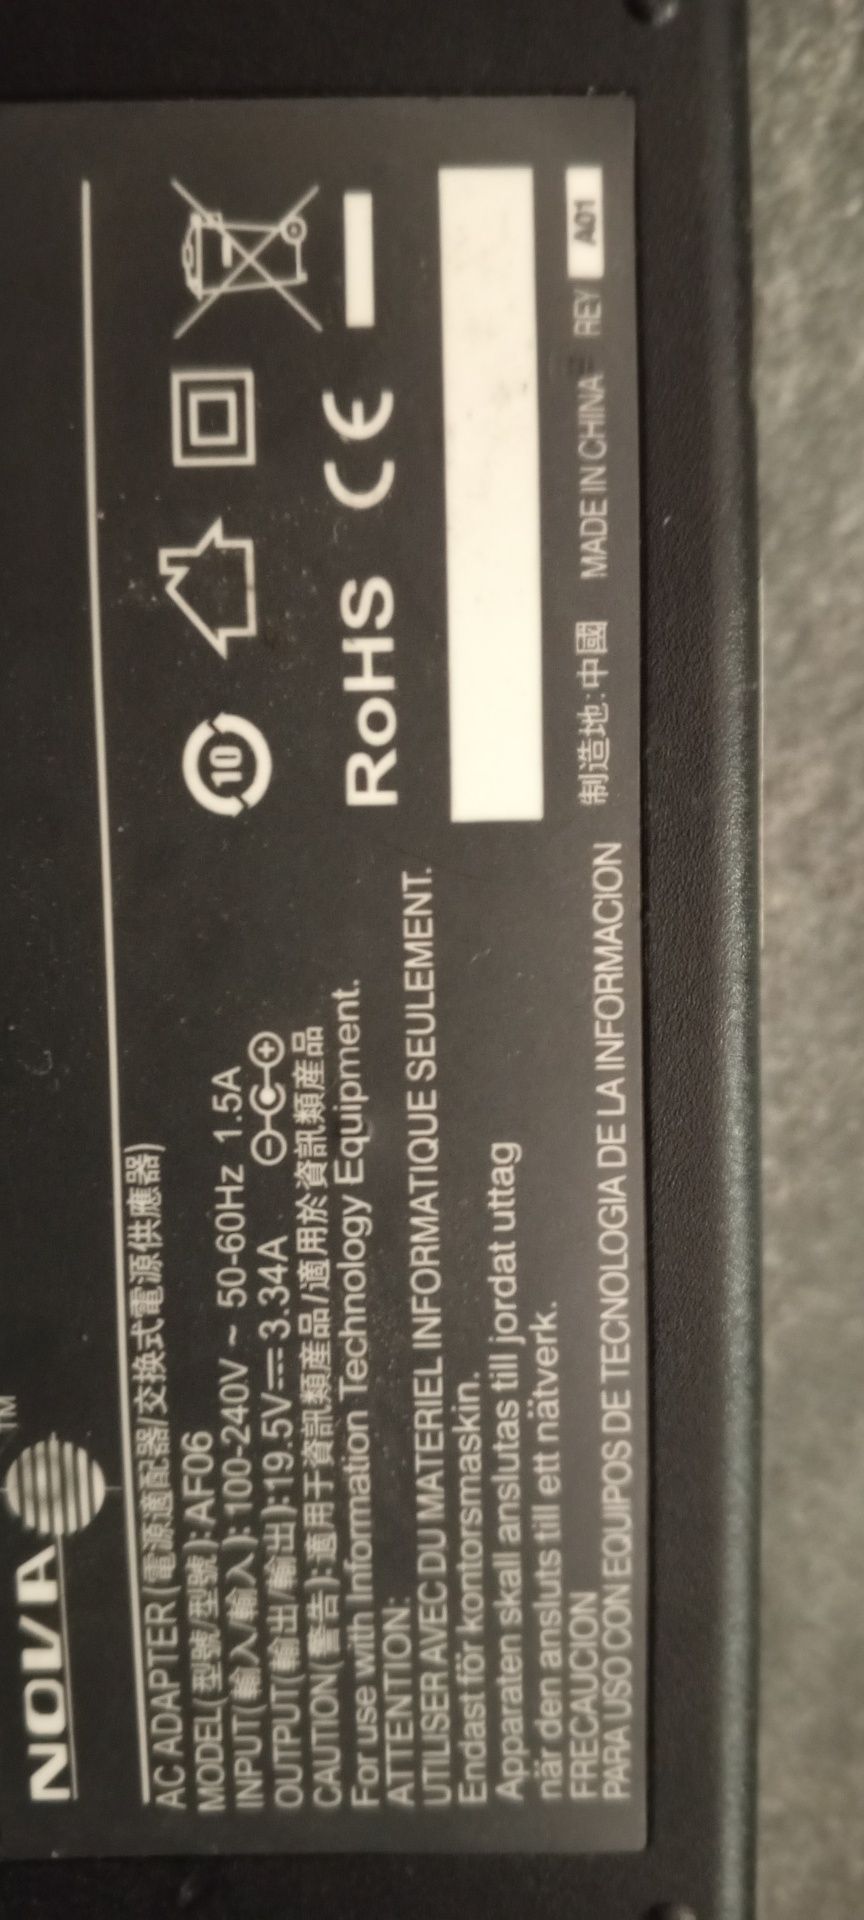 NOVA TM
AC ADAPTER(電源適配器/交換式電源供應器)
MODEL(型號/型號):AF06
INPUT(輸入/輸入):100-240V ~ 50-60Hz 1.5A
OUTPUT(輸出/輸出):19.5V⎓3.34A
CAUTION(警告):適用于資訊類產品/適用於資訊類產品
For use with Information Technology Equipment.
ATTENTION:
UTILISER AVEC DU MATERIEL INFORMATIQUE SEULEMENT.
Endast för kontorsmaskin.
Apparaten skall anslutas till jordat uttag
när den ansluts till ett nätverk.
FRECAUCION
PARA USO CON EQUIPOS DE TECNOLOGIA DE LA INFORMACION
10
RoHS CE
制造地:中國 MADE IN CHINA REY A01